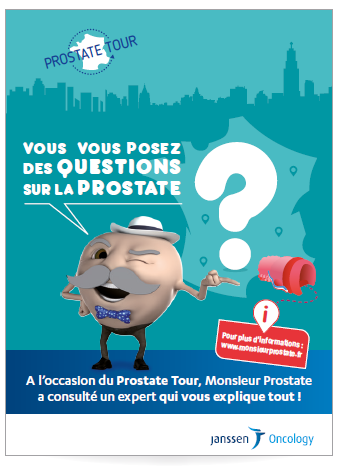 PROSTATE TOUR
VOUS VOUS POSEZ
DES QUESTIONS
SUR LA PROSTATE
?
i
Pour plus d'informations :
www.monsieurprostate.fr
A l'occasion du Prostate Tour, Monsieur Prostate
a consulté un expert qui vous explique tout !
janssen Oncology